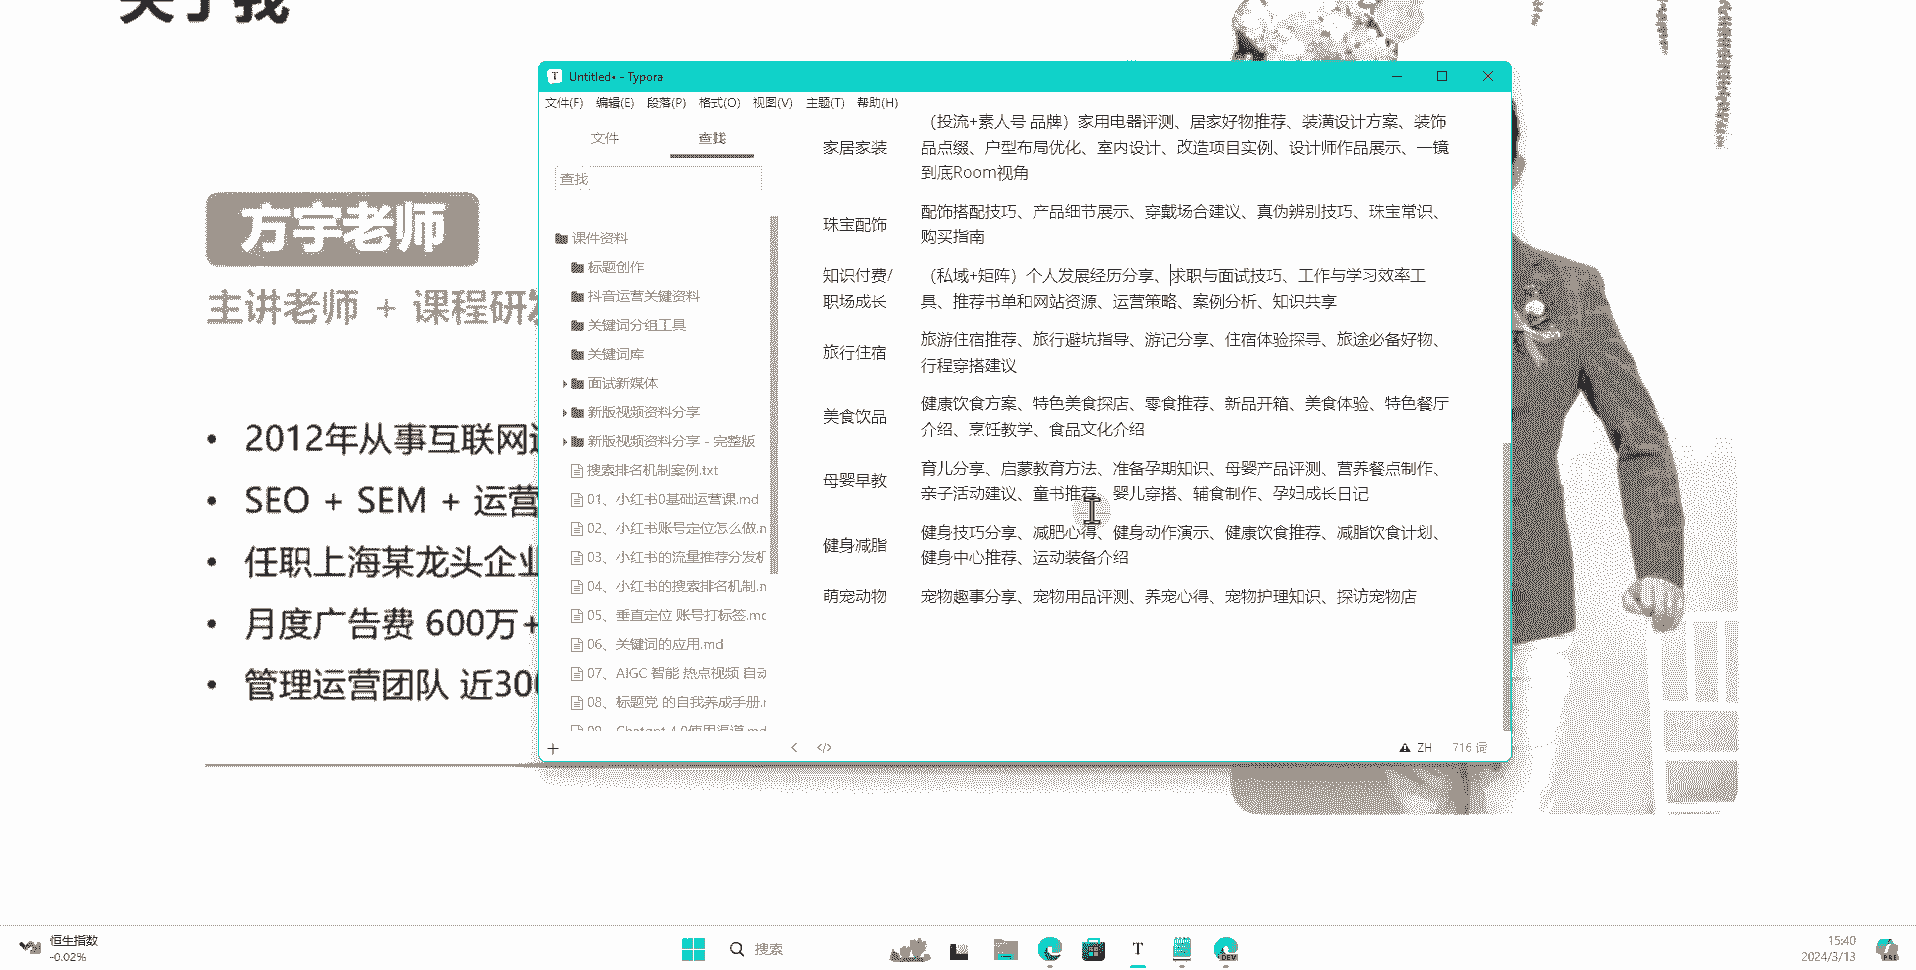 关于我
方宇老师
主讲老师 + 课程研发
2012年从事互联网
SEO + SEM + 运营
任职上海某龙头企业
月度广告费 600万+
管理运营团队 近300
Untitled• - Typora
文件(F) 编辑(E) 段落(P) 格式(O) 视图(V) 主题(T) 帮助(H)
文件 查找
查找
课件资料
标题创作
抖音运营关键资料
关键词分组工具
关键词库
面试新媒体
新版视频资料分享
新版视频资料分享 - 完整版
搜索排名机制案例.txt
01、小红书0基础运营课.md
02、小红书账号定位怎么做.m
03、小红书的流量推荐分发机
04、小红书的搜索排名机制.m
05、垂直定位 账号打标签.md
06、关键词的应用.md
07、AIGC 智能 热点视频 自动
08、标题党 的自我养成手册.m
09、Chatgpt 4.0使用渠道.md
家居家装
（投流+素人号 品牌）家用电器评测、居家好物推荐、装潢设计方案、装饰
品点缀、户型布局优化、室内设计、改造项目实例、设计师作品展示、一镜
到底Room视角
珠宝配饰
配饰搭配技巧、产品细节展示、穿戴场合建议、真伪辨别技巧、珠宝常识、
购买指南
知识付费/
职场成长
（私域+矩阵）个人发展经历分享、求职与面试技巧、工作与学习效率工
具、推荐书单和网站资源、运营策略、案例分析、知识共享
旅行住宿
旅游住宿推荐、旅行避坑指导、游记分享、住宿体验探寻、旅途必备好物、
行程穿搭建议
美食饮品
健康饮食方案、特色美食探店、零食推荐、新品开箱、美食体验、特色餐厅
介绍、烹饪教学、食品文化介绍
母婴早教
育儿分享、启蒙教育方法、准备孕期知识、母婴产品评测、营养餐点制作、
亲子活动建议、童书推荐、婴儿穿搭、辅食制作、孕妇成长日记
健身减脂
健身技巧分享、减肥心得、健身动作演示、健康饮食推荐、减脂饮食计划、
健身中心推荐、运动装备介绍
萌宠动物
宠物趣事分享、宠物用品评测、养宠心得、宠物护理知识、探访宠物店
ZH 716 词
恒生指数
-0.02%
搜索
DEV
15:40
2024/3/13
PRE